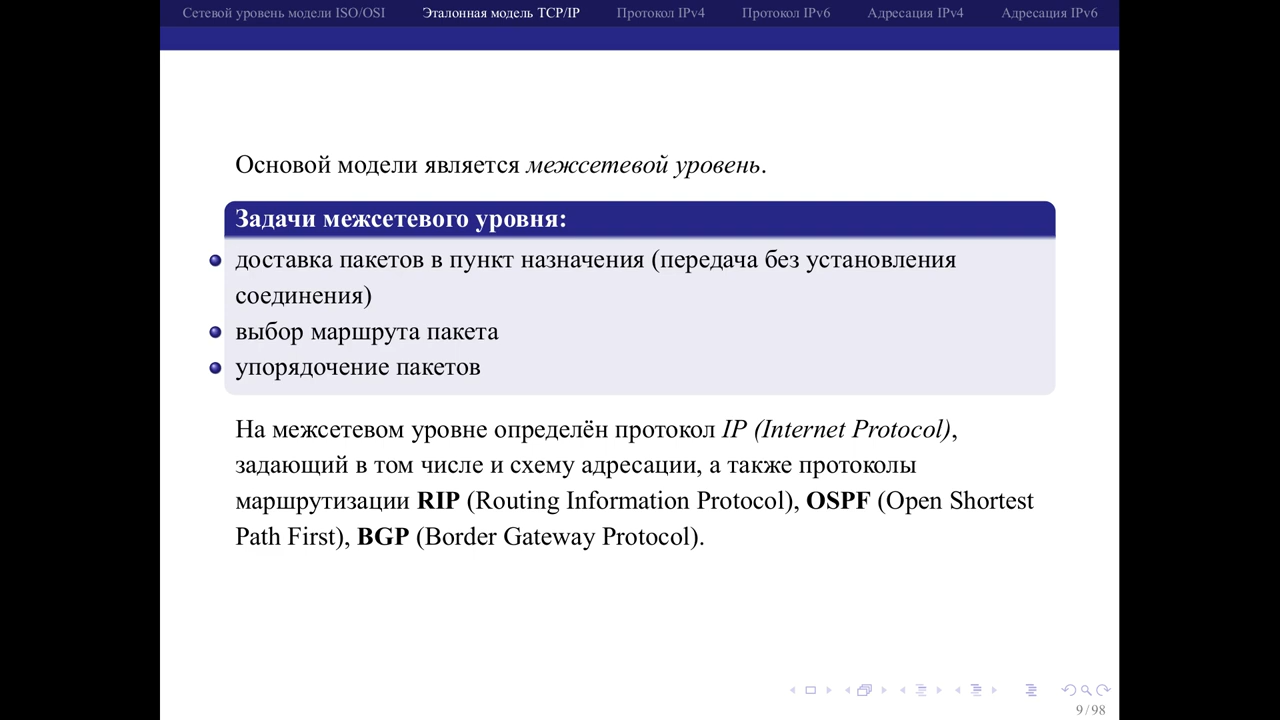 Сетевой уровень модели ISO/OSI Эталонная модель TCP/IP Протокол IPv4 Протокол IPv6 Адресация IPv4 Адресация IPv6
Основой модели является межсетевой уровень.
Задачи межсетевого уровня:
доставка пакетов в пункт назначения (передача без установления
соединения)
выбор маршрута пакета
упорядочение пакетов
На межсетевом уровне определён протокол IP (Internet Protocol),
задающий в том числе и схему адресации, а также протоколы
маршрутизации RIP (Routing Information Protocol), OSPF (Open Shortest
Path First), BGP (Border Gateway Protocol).
9/98